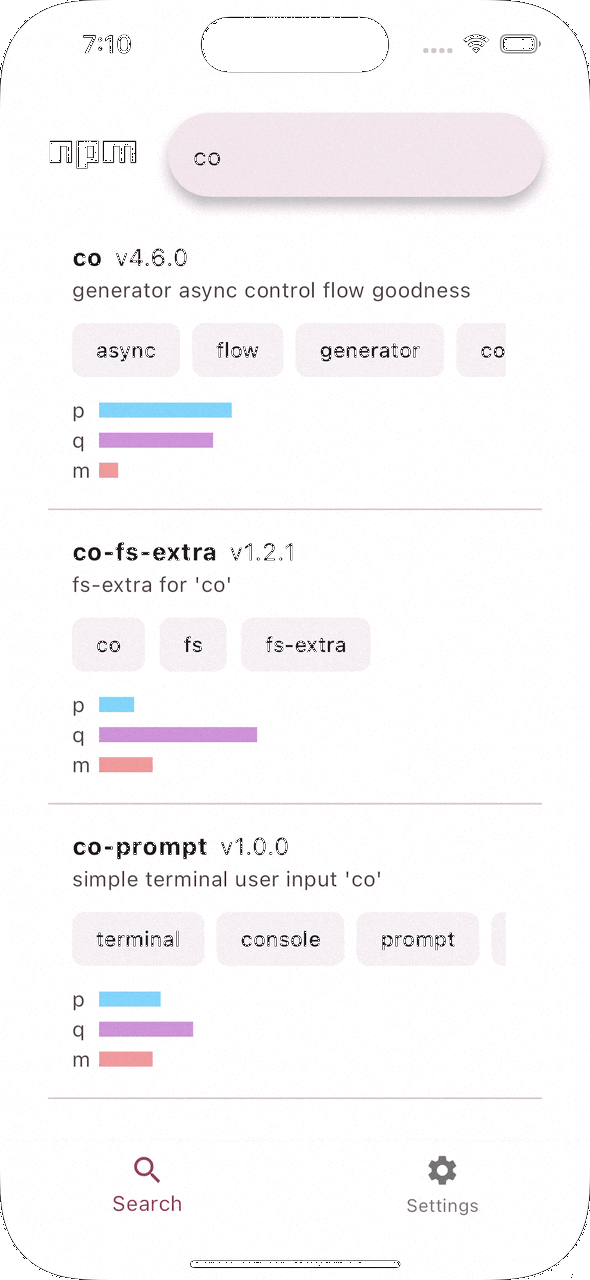 7:10
npm co
co v4.6.0
generator async control flow goodness
async flow generator co
p
q
m
co-fs-extra v1.2.1
fs-extra for 'co'
co fs fs-extra
p
q
m
co-prompt v1.0.0
simple terminal user input 'co'
terminal console prompt
p
q
m
Search Settings